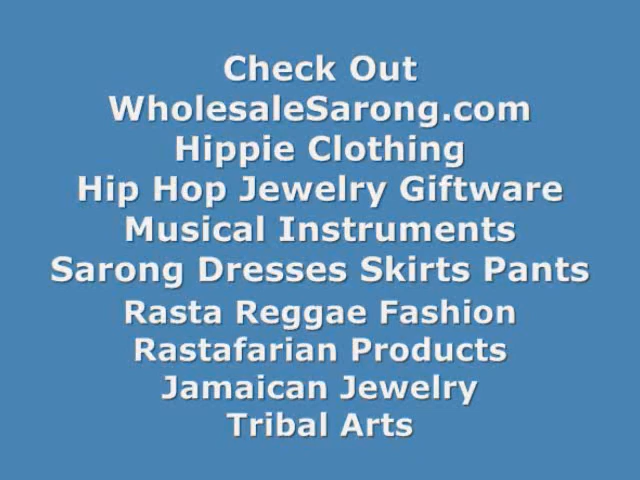 Check Out
WholesaleSarong.com
Hippie Clothing
Hip Hop Jewelry Giftware
Musical Instruments
Sarong Dresses Skirts Pants
Rasta Reggae Fashion
Rastafarian Products
Jamaican Jewelry
Tribal Arts